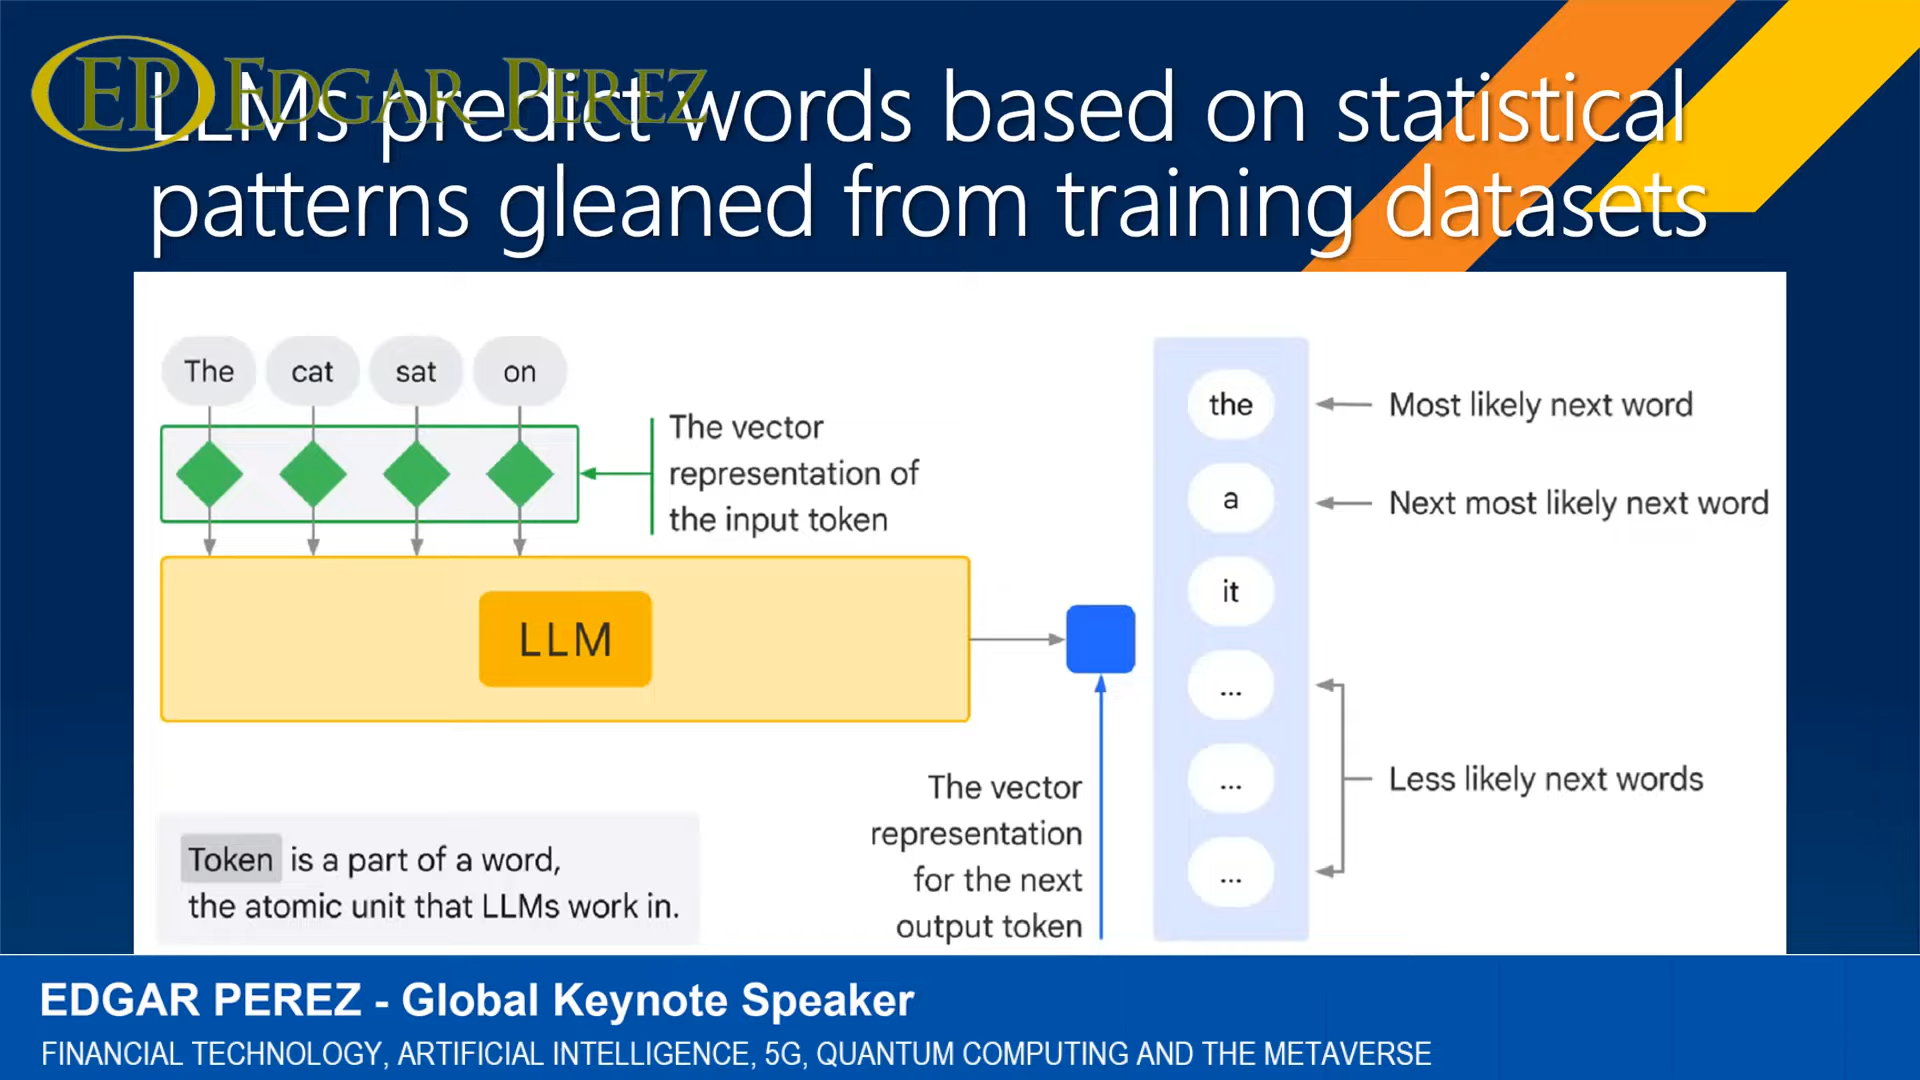 EP EDGAR PEREZ
LLMs predict words based on statistical
patterns gleaned from training datasets
The cat sat on
The vector
representation of
the input token
LLM
the
a
it
...
...
...
Most likely next word
Next most likely next word
Less likely next words
The vector
representation
for the next
output token
Token is a part of a word,
the atomic unit that LLMs work in.
EDGAR PEREZ - Global Keynote Speaker
FINANCIAL TECHNOLOGY, ARTIFICIAL INTELLIGENCE, 5G, QUANTUM COMPUTING AND THE METAVERSE